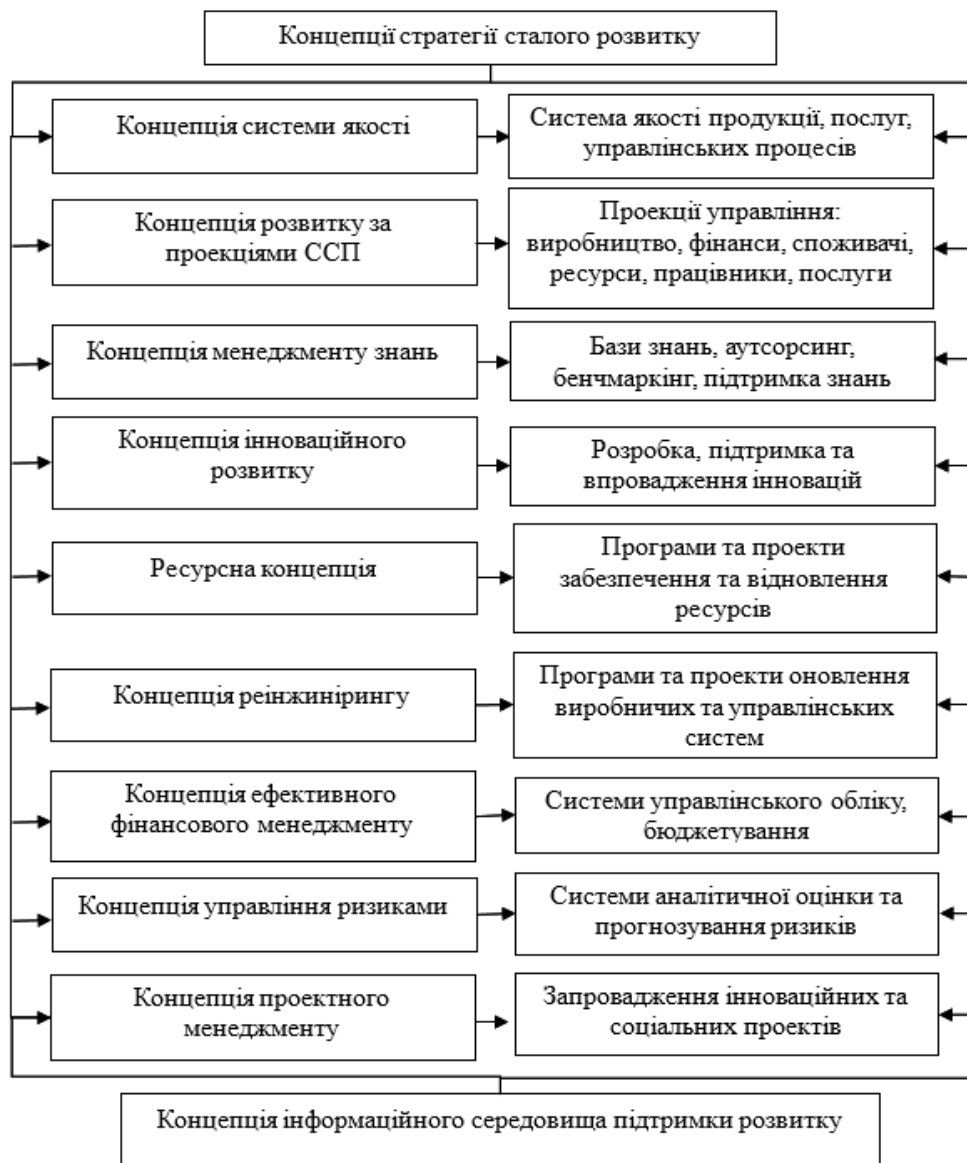 Концепції стратегії сталого розвитку
Концепція системи якості
Система якості продукції, послуг,
управлінських процесів
Концепція розвитку за
проекціями ССП
Проекції управління:
виробництво, фінанси, споживачі,
ресурси, працівники, послуги
Концепція менеджменту знань
Бази знань, аутсорсинг,
бенчмаркінг, підтримка знань
Концепція інноваційного
розвитку
Розробка, підтримка та
впровадження інновацій
Ресурсна концепція
Програми та проекти
забезпечення та відновлення
ресурсів
Концепція реінжинірингу
Програми та проекти оновлення
виробничих та управлінських
систем
Концепція ефективного
фінансового менеджменту
Системи управлінського обліку,
бюджетування
Концепція управління ризиками
Системи аналітичної оцінки та
прогнозування ризиків
Концепція проектного
менеджменту
Запровадження інноваційних та
соціальних проектів
Концепція інформаційного середовища підтримки розвитку